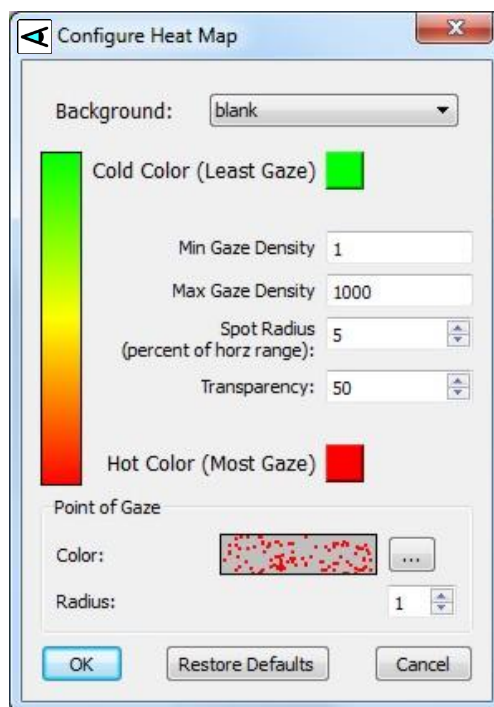 Configure Heat Map
Background: blank
Cold Color (Least Gaze)
Min Gaze Density 1
Max Gaze Density 1000
Spot Radius
(percent of horz range): 5
Transparency: 50
Hot Color (Most Gaze)
Point of Gaze
Color: ...
Radius: 1
OK Restore Defaults Cancel